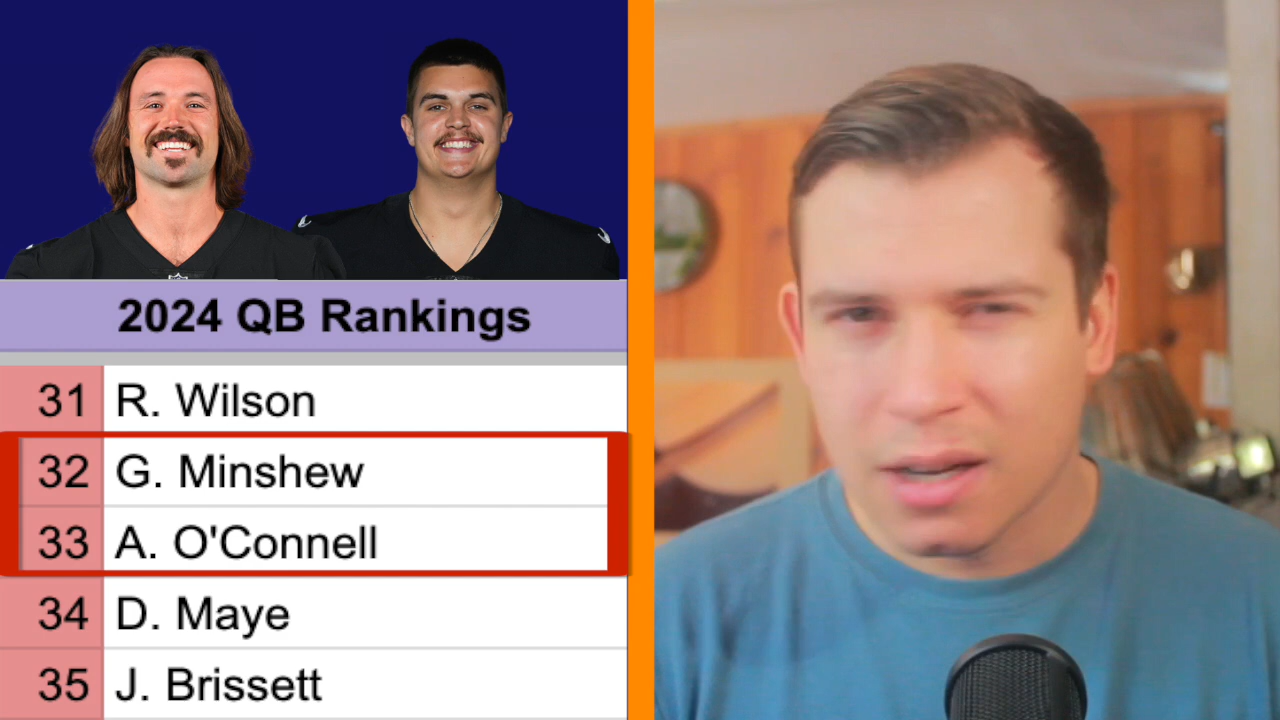 2024 QB Rankings
31 R. Wilson
32 G. Minshew
33 A. O'Connell
34 D. Maye
35 J. Brissett